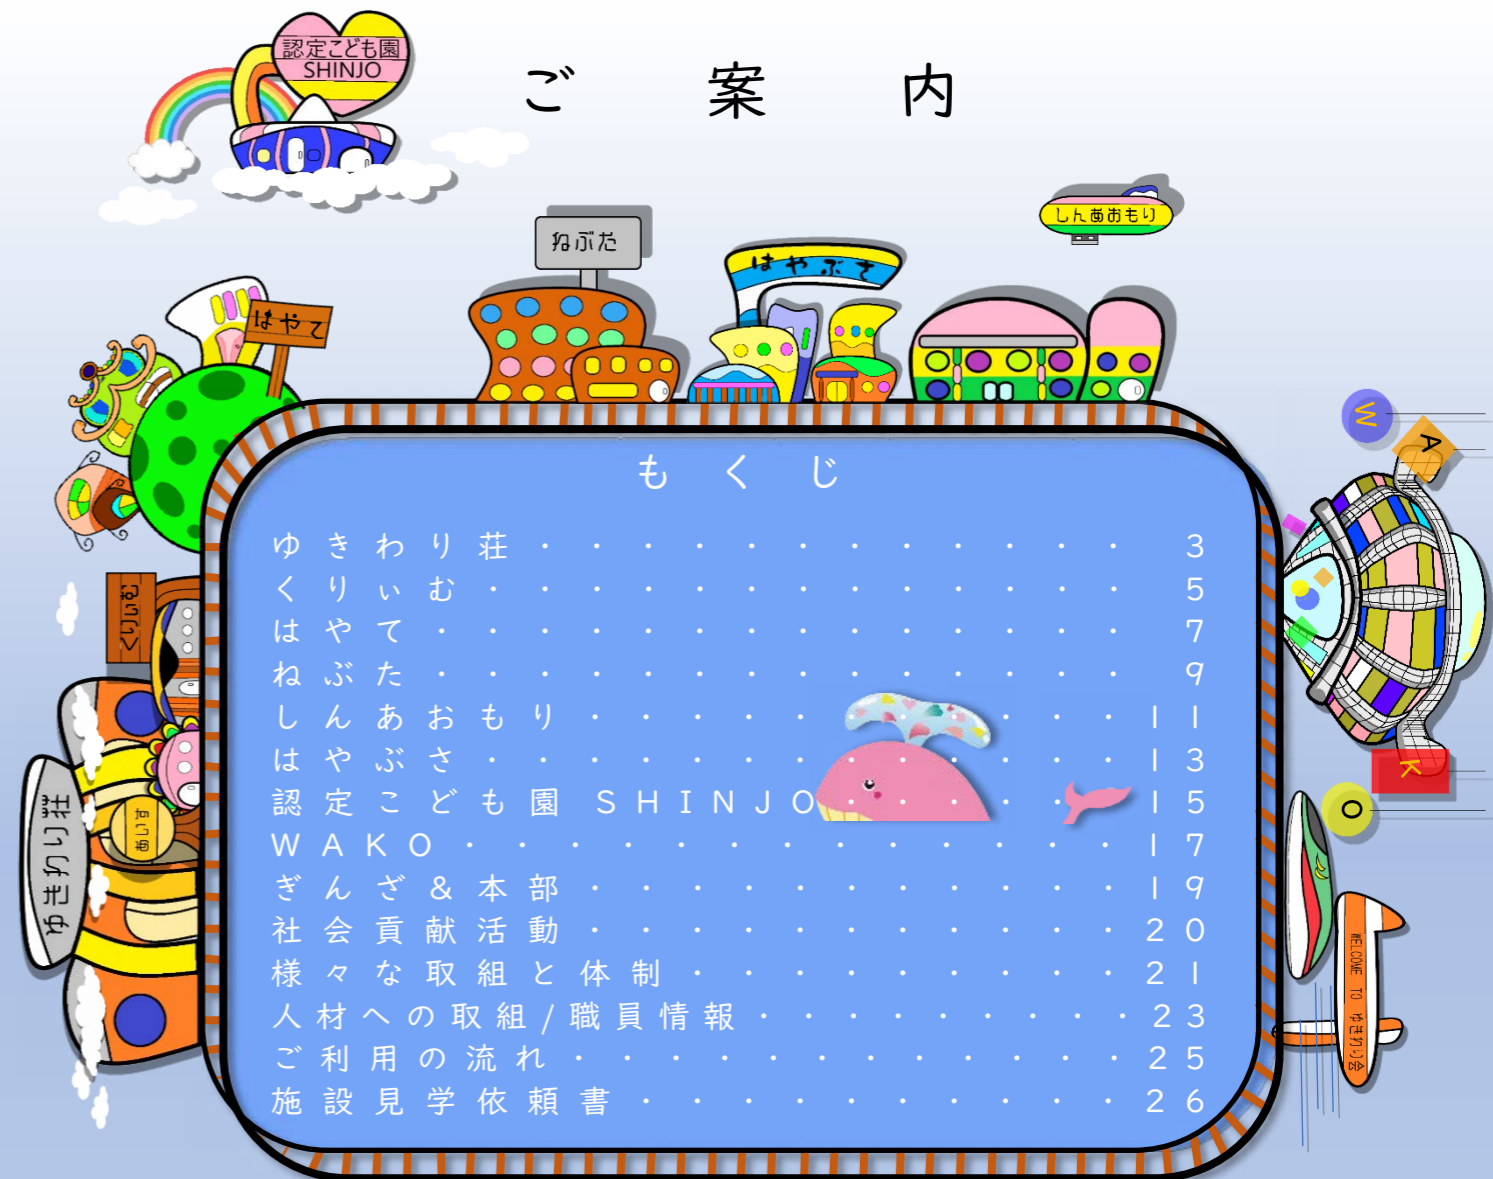 認定こども園
SHINJO
ご案内
しんあおもり
ねぶた
はやぶさ
はやて
もくじ
ゆきわり荘・・・・・・・・・・・・3
くりぃむ・・・・・・・・・・・・・5
はやて・・・・・・・・・・・・・・7
ねぶた・・・・・・・・・・・・・・9
しんあおもり・・・・・・・・・・・11
はやぶさ・・・・・・・・・・・・・13
認定こども園 SHINJO・・・・・・15
WAKO・・・・・・・・・・・・・17
ぎんざ&本部・・・・・・・・・・・19
社会貢献活動・・・・・・・・・・・20
様々な取組と体制・・・・・・・・・21
人材への取組/職員情報・・・・・・・・・23
ご利用の流れ・・・・・・・・・・・・25
施設見学依頼書・・・・・・・・・・26
くりぃむ
あいす
ゆきわり荘
W
A
K
O
WELCOME TO ゆきわり会